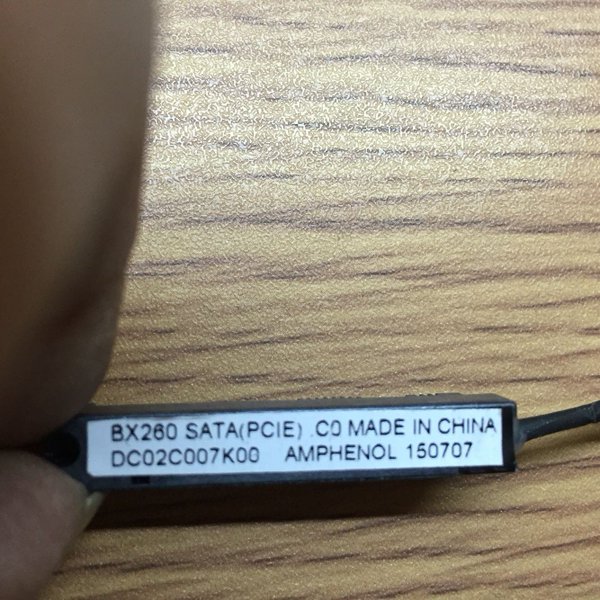 BX260 SATA(PCIE) .C0 MADE IN CHINA
DC02C007K00 AMPHENOL 150707